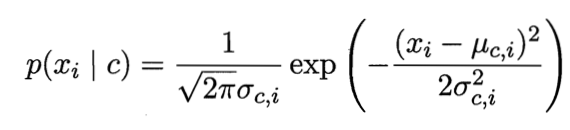 p(x_i | c) = \frac{1}{\sqrt{2\pi}\sigma_{c,i}} \exp\left(-\frac{(x_i - \mu_{c,i})^2}{2\sigma_{c,i}^2}\right)